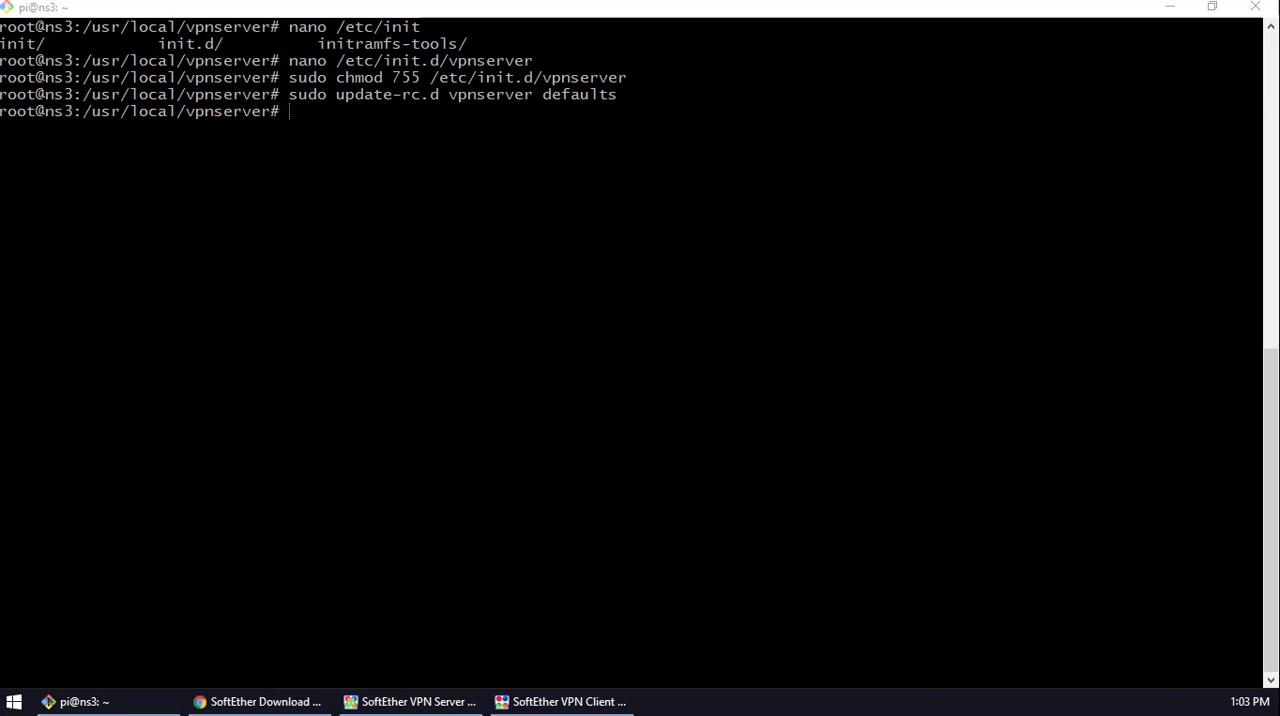 pi@ns3: ~
root@ns3:/usr/local/vpnserver# nano /etc/init
init/ init.d/ initramfs-tools/
root@ns3:/usr/local/vpnserver# nano /etc/init.d/vpnserver
root@ns3:/usr/local/vpnserver# sudo chmod 755 /etc/init.d/vpnserver
root@ns3:/usr/local/vpnserver# sudo update-rc.d vpnserver defaults
root@ns3:/usr/local/vpnserver#
pi@ns3: ~ SoftEther Download ... SoftEther VPN Server ... SoftEther VPN Client ... 1:03 PM